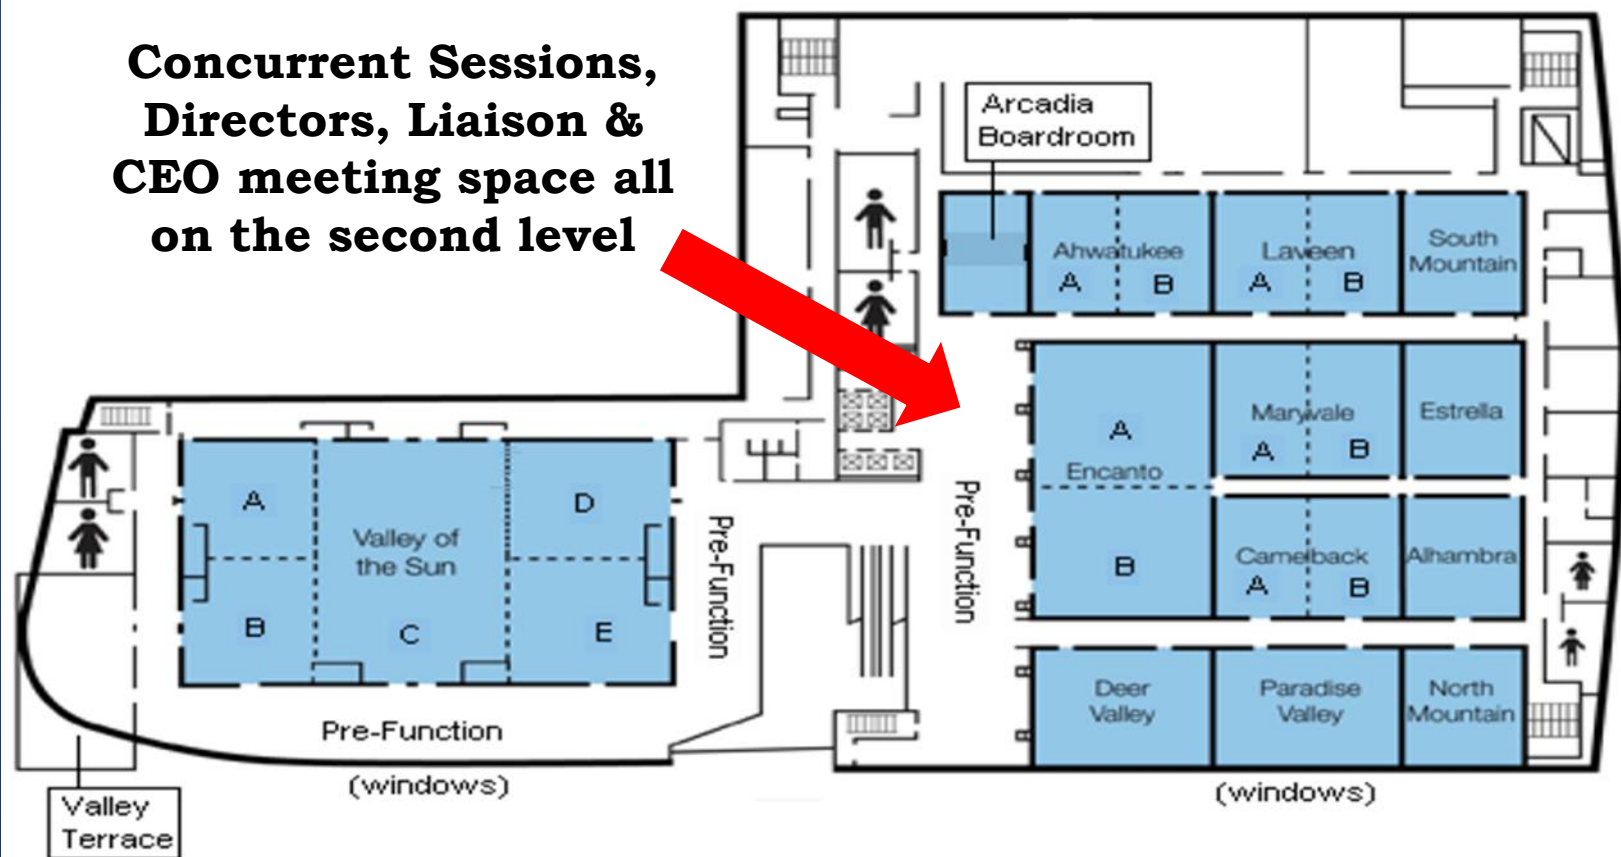 Concurrent Sessions,
Directors, Liaison &
CEO meeting space all
on the second level
Arcadia
Boardroom
Ahwatukee
A
B
Laveen
A
B
South
Mountain
A
Encanto
B
Maryvale
A
B
Estrella
Camelback
A
B
Alhambra
Deer
Valley
Paradise
Valley
North
Mountain
Pre-Function
(windows)
A
B
Valley of
the Sun
C
D
E
Pre-Function
Pre-Function
(windows)
Valley
Terrace